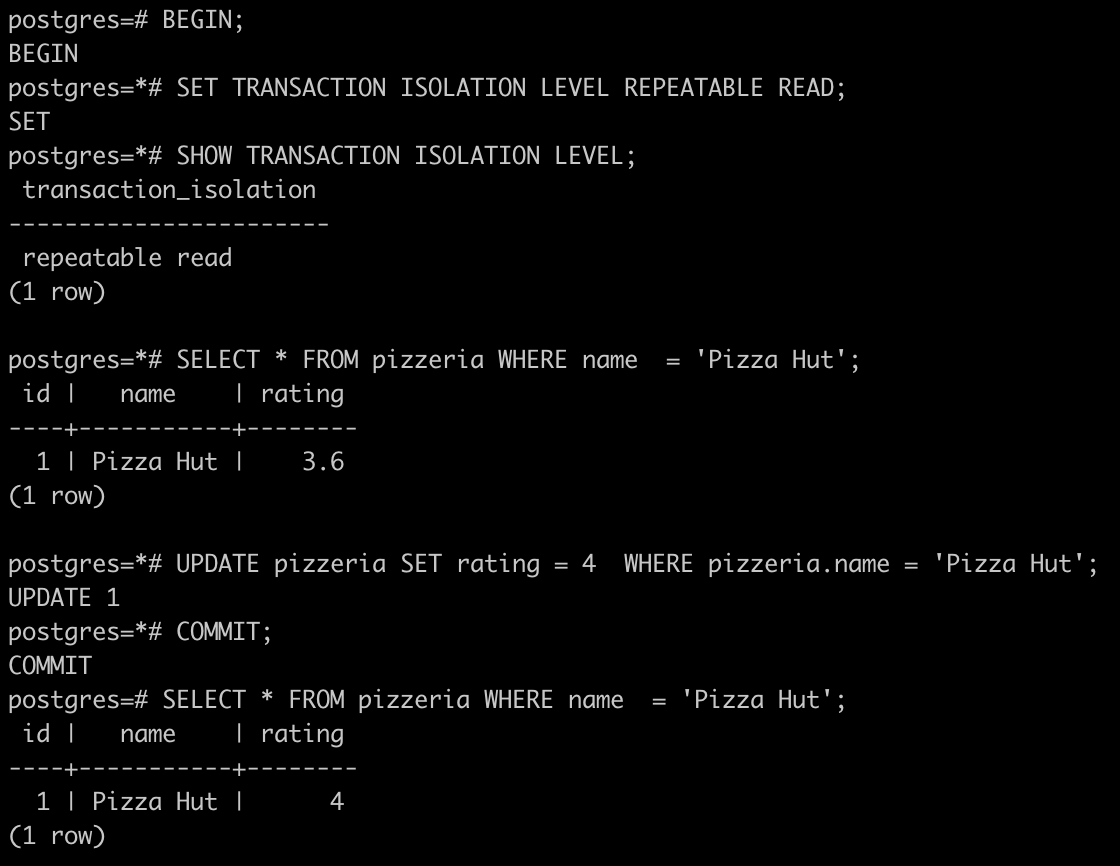 postgres=# BEGIN;
BEGIN
postgres=*# SET TRANSACTION ISOLATION LEVEL REPEATABLE READ;
SET
postgres=*# SHOW TRANSACTION ISOLATION LEVEL;
 transaction_isolation
-----------------------
 repeatable read
(1 row)

postgres=*# SELECT * FROM pizzeria WHERE name  = 'Pizza Hut';
 id |   name    | rating
----+-----------+--------
  1 | Pizza Hut |    3.6
(1 row)

postgres=*# UPDATE pizzeria SET rating = 4  WHERE pizzeria.name = 'Pizza Hut';
UPDATE 1
postgres=*# COMMIT;
COMMIT
postgres=# SELECT * FROM pizzeria WHERE name  = 'Pizza Hut';
 id |   name    | rating
----+-----------+--------
  1 | Pizza Hut |      4
(1 row)